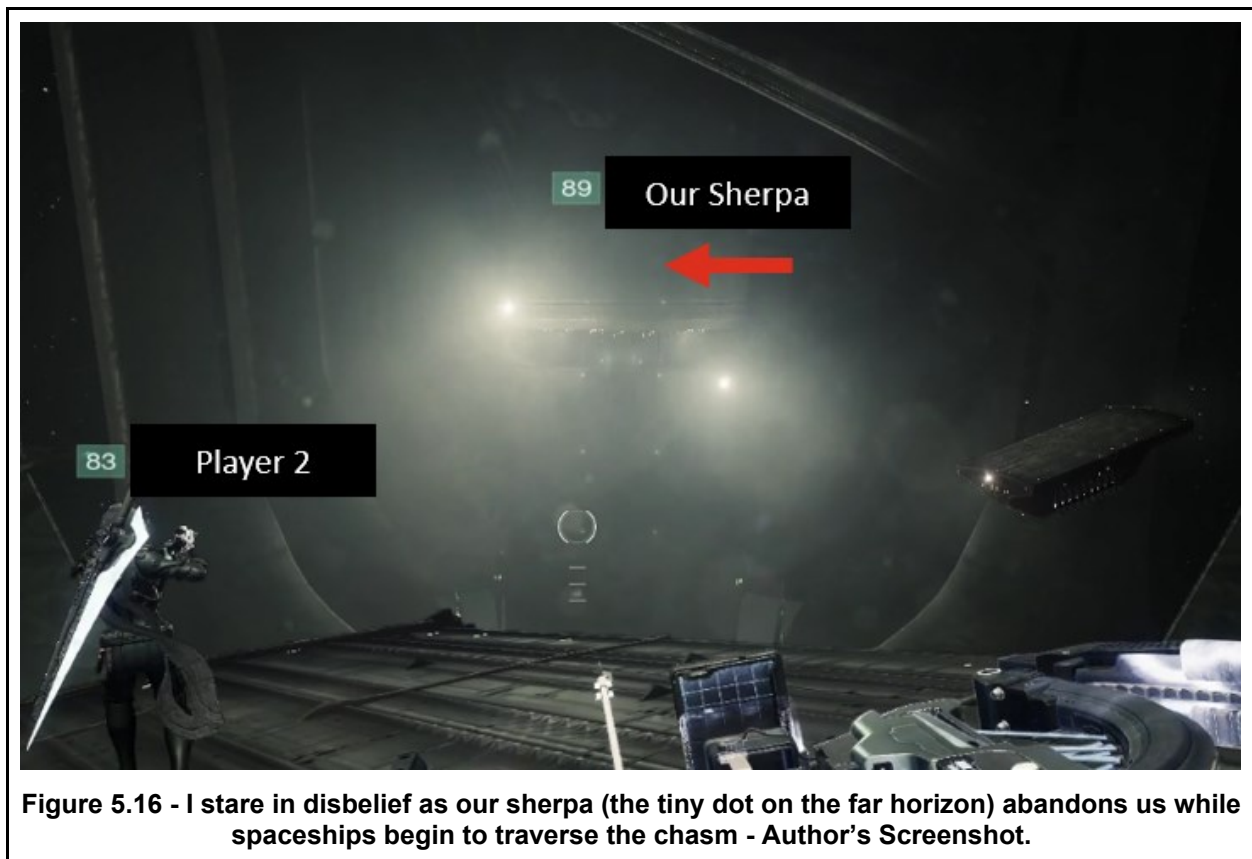 89 Our Sherpa
83 Player 2
Figure 5.16 - I stare in disbelief as our sherpa (the tiny dot on the far horizon) abandons us while
spaceships begin to traverse the chasm - Author's Screenshot.